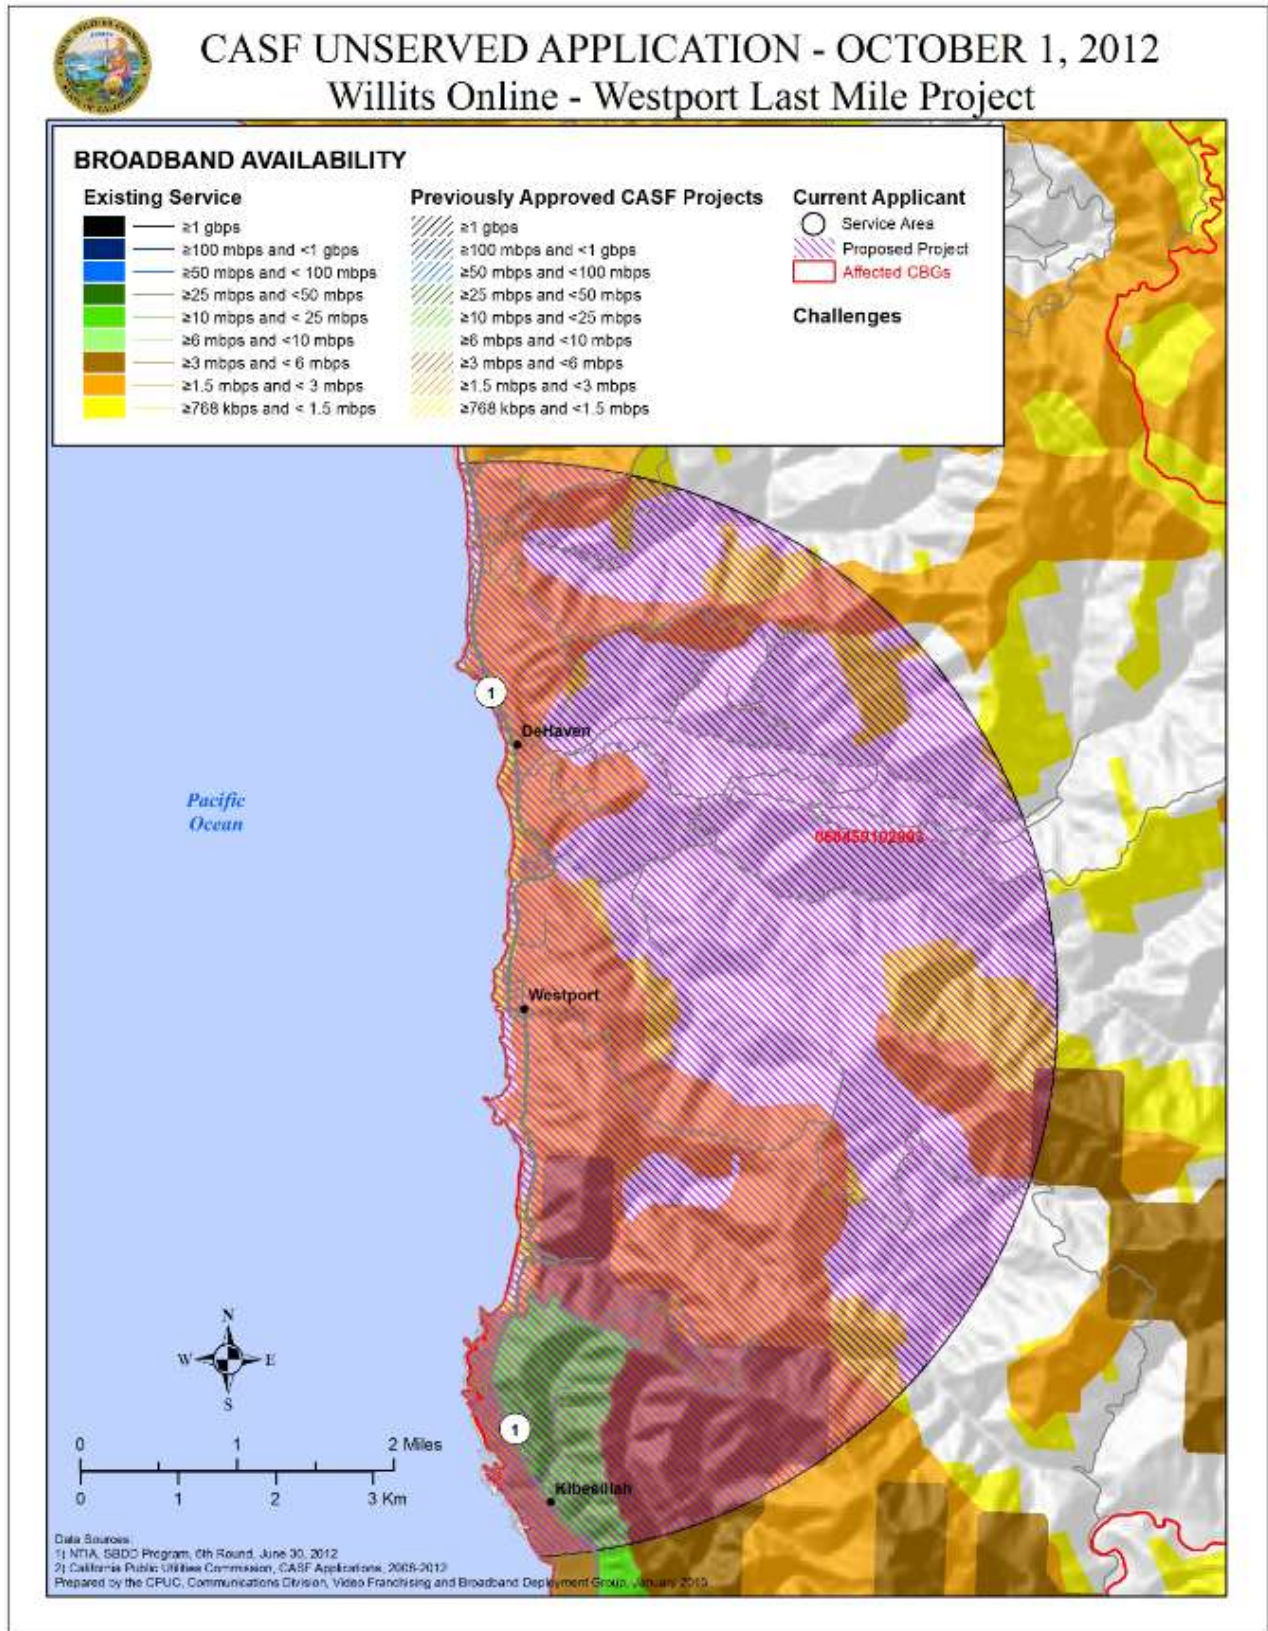 CASF UNSERVED APPLICATION - OCTOBER 1, 2012
Willits Online - Westport Last Mile Project
BROADBAND AVAILABILITY
Existing Service
≥1 gbps
≥100 mbps and <1 gbps
≥50 mbps and < 100 mbps
≥25 mbps and <50 mbps
≥10 mbps and < 25 mbps
≥6 mbps and <10 mbps
≥3 mbps and < 6 mbps
≥1.5 mbps and < 3 mbps
≥768 kbps and < 1.5 mbps
Previously Approved CASF Projects
≥1 gbps
≥100 mbps and <1 gbps
≥50 mbps and <100 mbps
≥25 mbps and <50 mbps
≥10 mbps and <25 mbps
≥6 mbps and <10 mbps
≥3 mbps and <6 mbps
≥1.5 mbps and <3 mbps
≥768 kbps and <1.5 mbps
Current Applicant
Service Area
Proposed Project
Affected CBGs
Challenges
1
DeHaven
Pacific
Ocean
Westport
N
W E
S
1
0 1 2 Miles
0 1 2 3 Km
Kibesillah
Data Sources:
1) NTIA, SBDD Program, 6th Round, June 30, 2012
2) California Public Utilities Commission, CASF Applications, 2008-2012
Prepared by the CPUC, Communications Division, Video Franchising and Broadband Deployment Group, January 2013